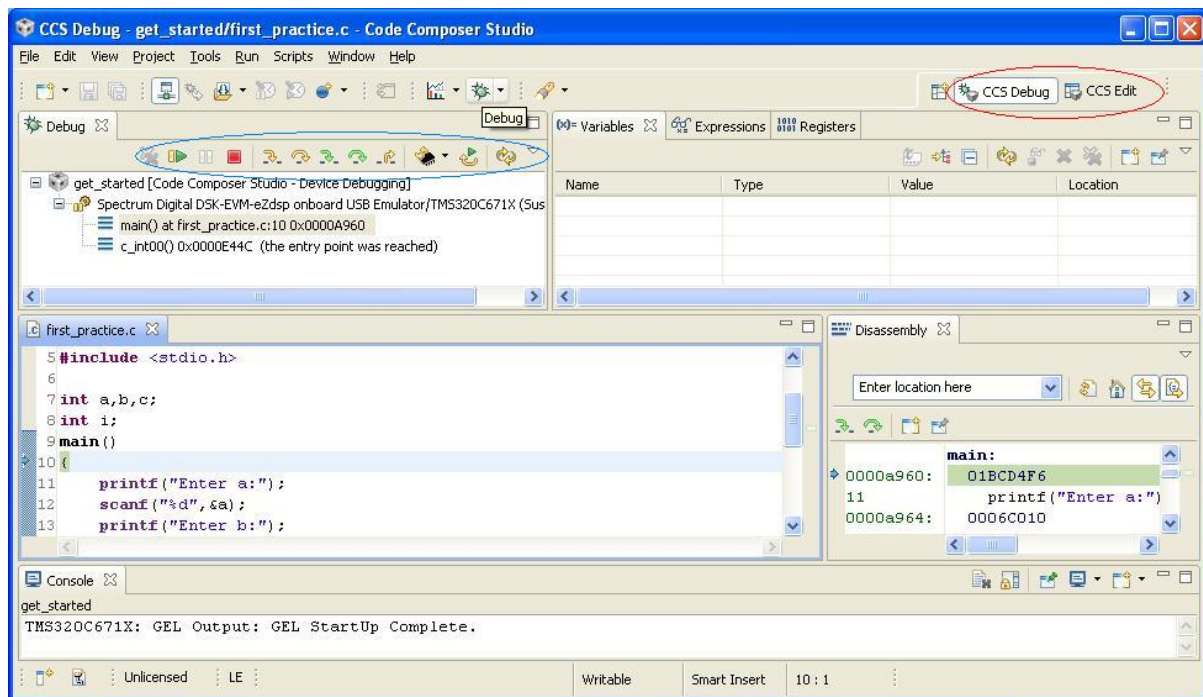 CCS Debug - get_started/first_practice.c - Code Composer Studio
File Edit View Project Tools Run Scripts Window Help
CCS Debug CCS Edit
Debug
Debug
get_started [Code Composer Studio - Device Debugging]
Spectrum Digital DSK-EVM-eZdsp onboard USB Emulator/TMS320C671X (Sus
main() at first_practice.c:10 0x0000A960
c_int00() 0x0000E44C (the entry point was reached)
(x)= Variables Expressions 1010 0101 Registers
Name Type Value Location
first_practice.c
5 #include <stdio.h>
6
7 int a,b,c;
8 int i;
9 main()
10 {
11 printf("Enter a:");
12 scanf("%d",&a);
13 printf("Enter b:");
Disassembly
Enter location here
main:
0000a960: 01BCD4F6
11 printf("Enter a:")
0000a964: 0006C010
Console
get_started
TMS320C671X: GEL Output: GEL StartUp Complete.
Unlicensed LE Writable Smart Insert 10 : 1